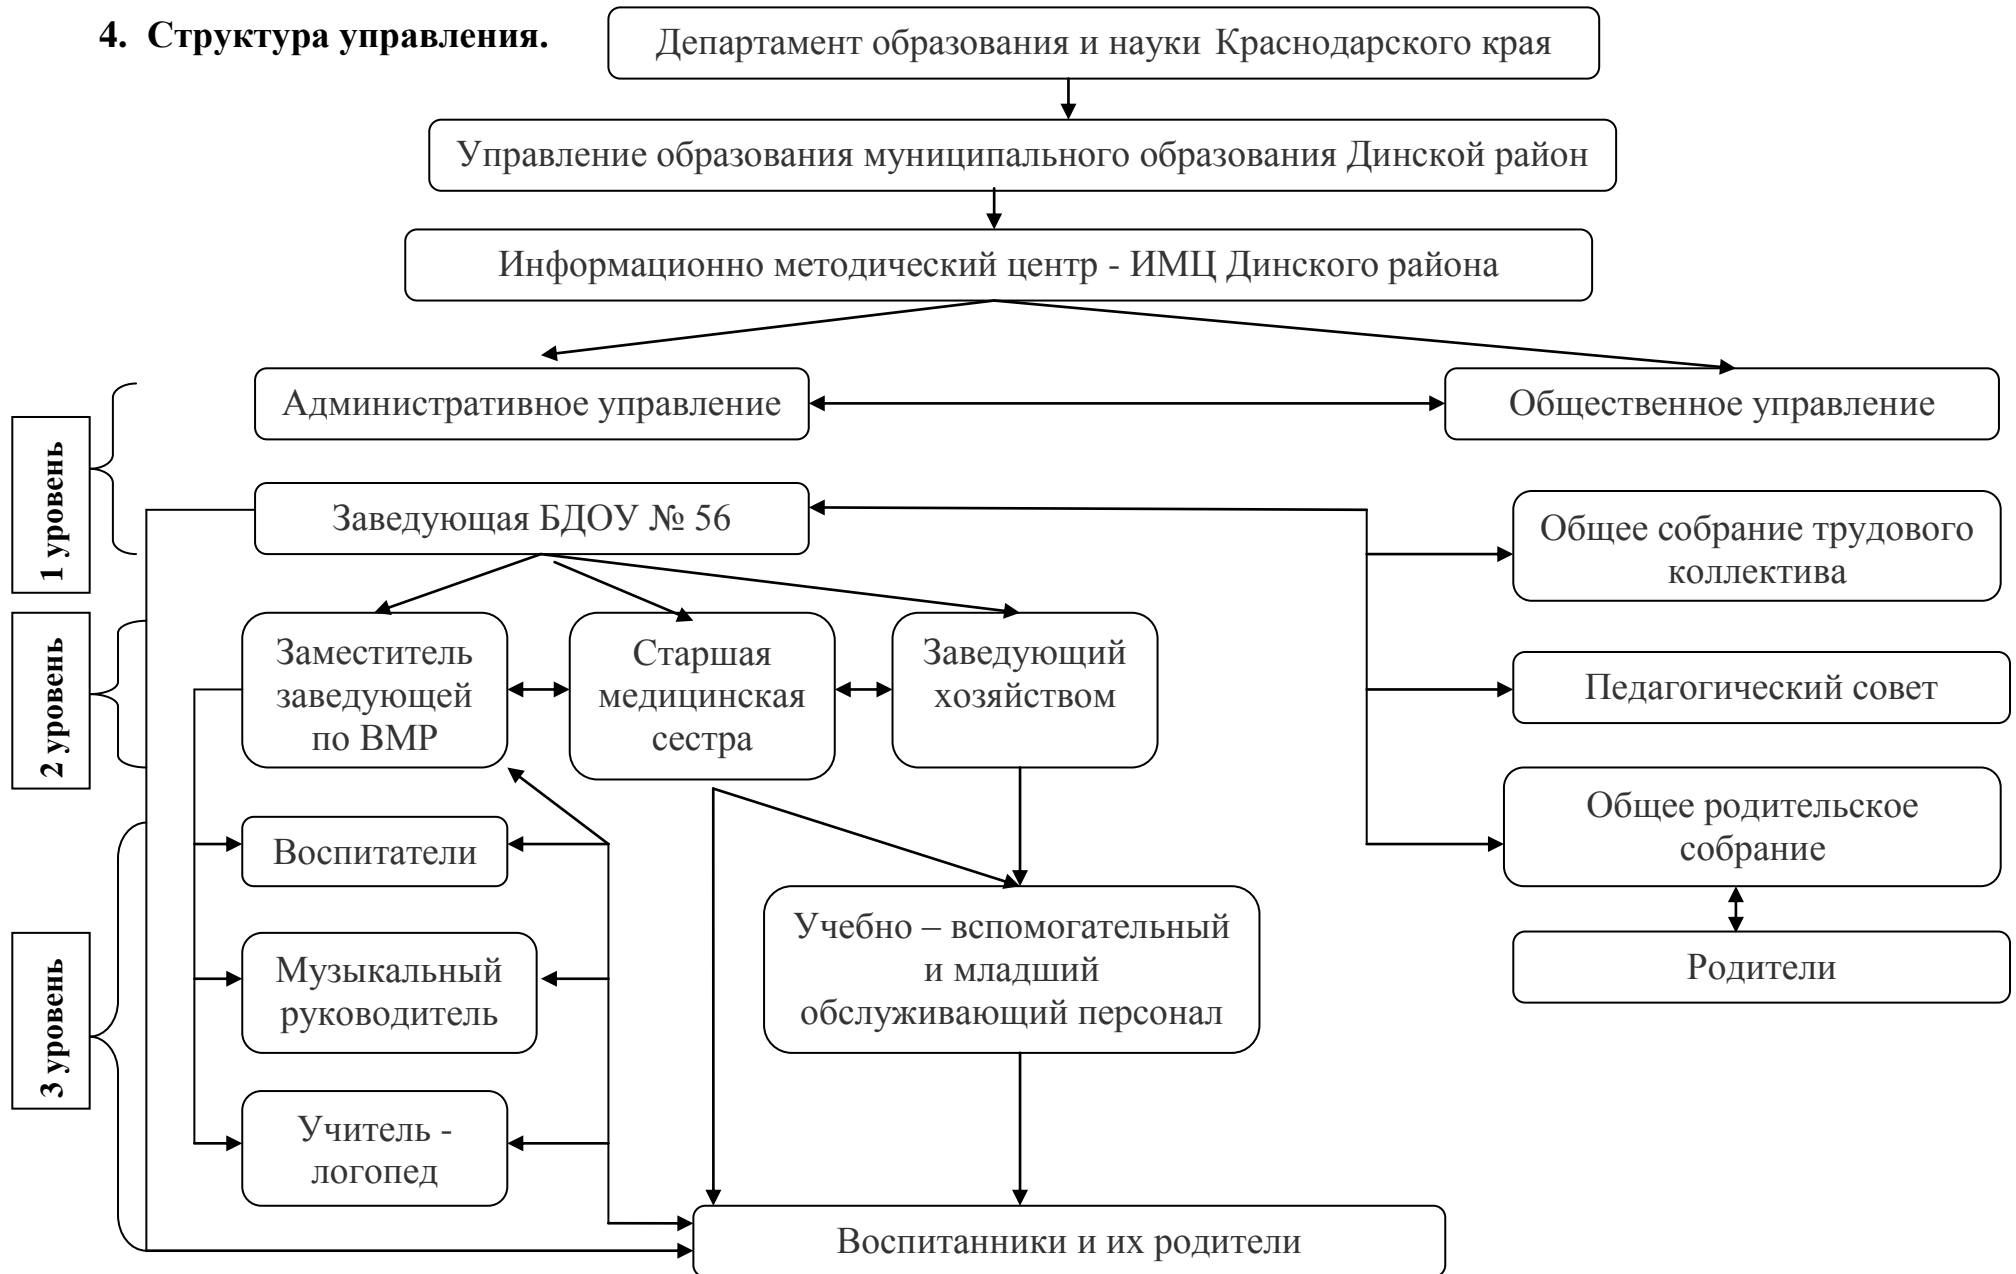 4. Структура управления.
Департамент образования и науки Краснодарского края
Управление образования муниципального образования Динской район
Информационно методический центр - ИМЦ Динского района
Административное управление
Общественное управление
1 уровень
Заведующая БДОУ № 56
Общее собрание трудового
коллектива
2 уровень
Заместитель
заведующей
по ВМР
Старшая
медицинская
сестра
Заведующий
хозяйством
Педагогический совет
Общее родительское
собрание
Родители
3 уровень
Воспитатели
Музыкальный
руководитель
Учитель -
логопед
Учебно – вспомогательный
и младший
обслуживающий персонал
Воспитанники и их родители